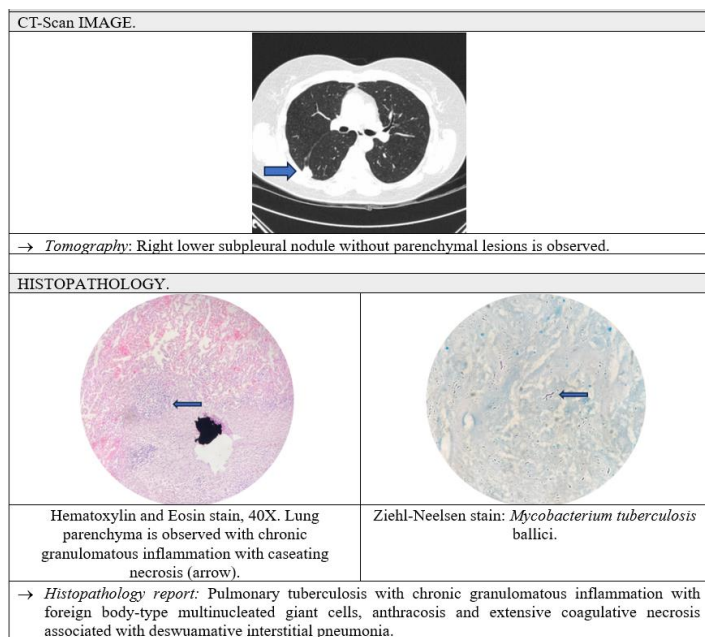 CT-Scan IMAGE.
→ Tomography: Right lower subpleural nodule without parenchymal lesions is observed.
HISTOPATHOLOGY.
Hematoxylin and Eosin stain, 40X. Lung
parenchyma is observed with chronic
granulomatous inflammation with caseating
necrosis (arrow).
Ziehl-Neelsen stain: Mycobacterium tuberculosis
ballici.
→ Histopathology report: Pulmonary tuberculosis with chronic granulomatous inflammation with
foreign body-type multinucleated giant cells, anthracosis and extensive coagulative necrosis
associated with deswuamative interstitial pneumonia.